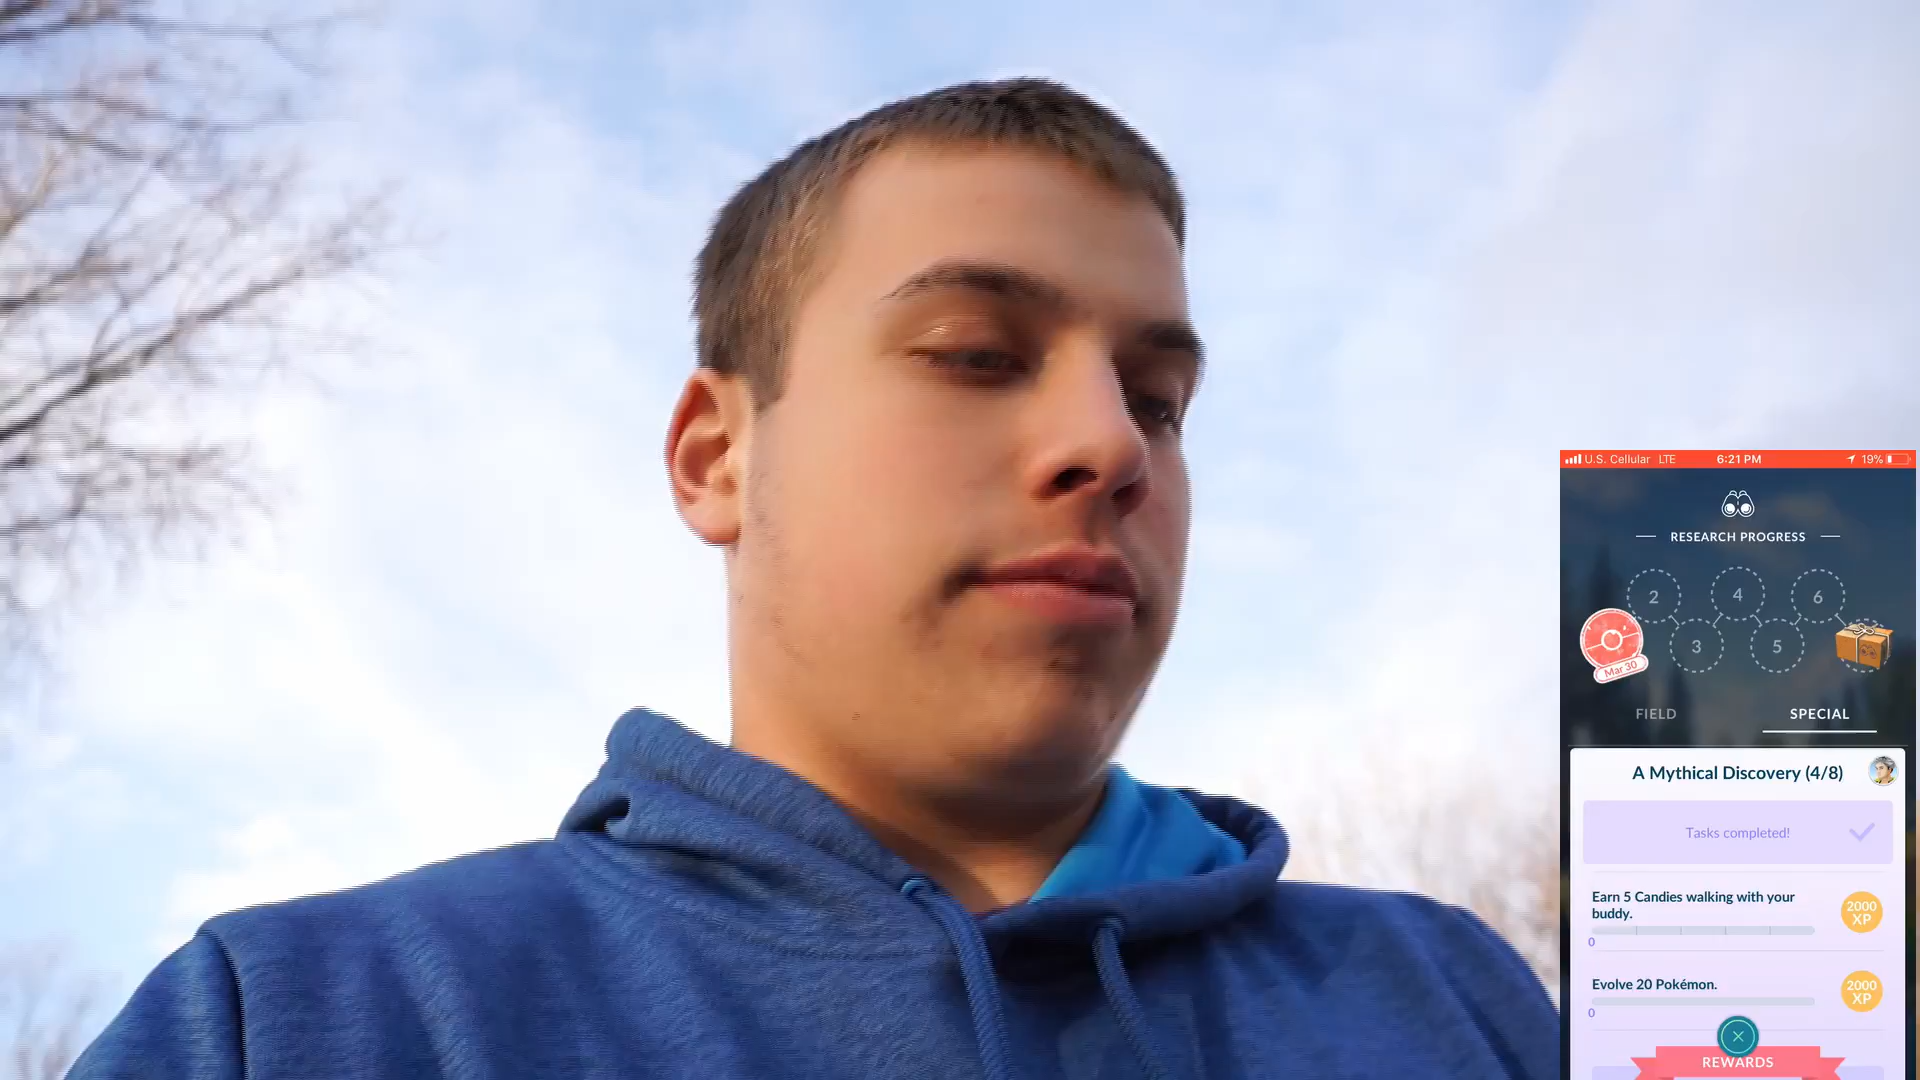 U.S. Cellular LTE 6:21 PM 19%
RESEARCH PROGRESS
2 4 6
3 5
Mar 30
FIELD SPECIAL
A Mythical Discovery (4/8)
Tasks completed!
Earn 5 Candies walking with your
buddy.
2000
XP
0
Evolve 20 Pokémon.
2000
XP
0
REWARDS